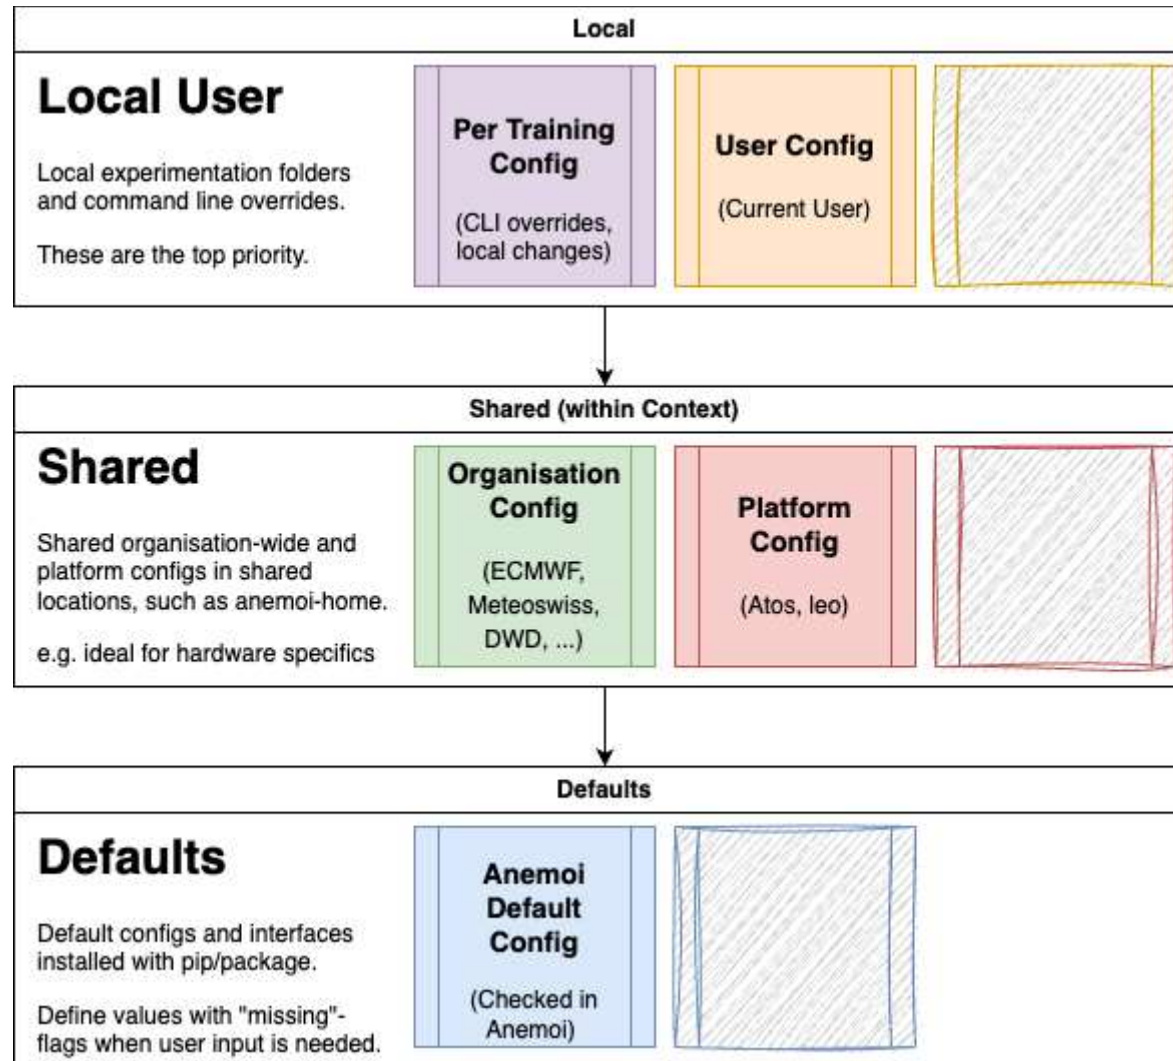 Local
Local User
Local experimentation folders
and command line overrides.
These are the top priority.
Per Training
Config
(CLI overrides,
local changes)
User Config
(Current User)
Shared (within Context)
Shared
Shared organisation-wide and
platform configs in shared
locations, such as anemoi-home.
e.g. ideal for hardware specifics
Organisation
Config
(ECMWF,
Meteoswiss,
DWD, ...)
Platform
Config
(Atos, leo)
Defaults
Defaults
Default configs and interfaces
installed with pip/package.
Define values with "missing"-
flags when user input is needed.
Anemoi
Default
Config
(Checked in
Anemoi)